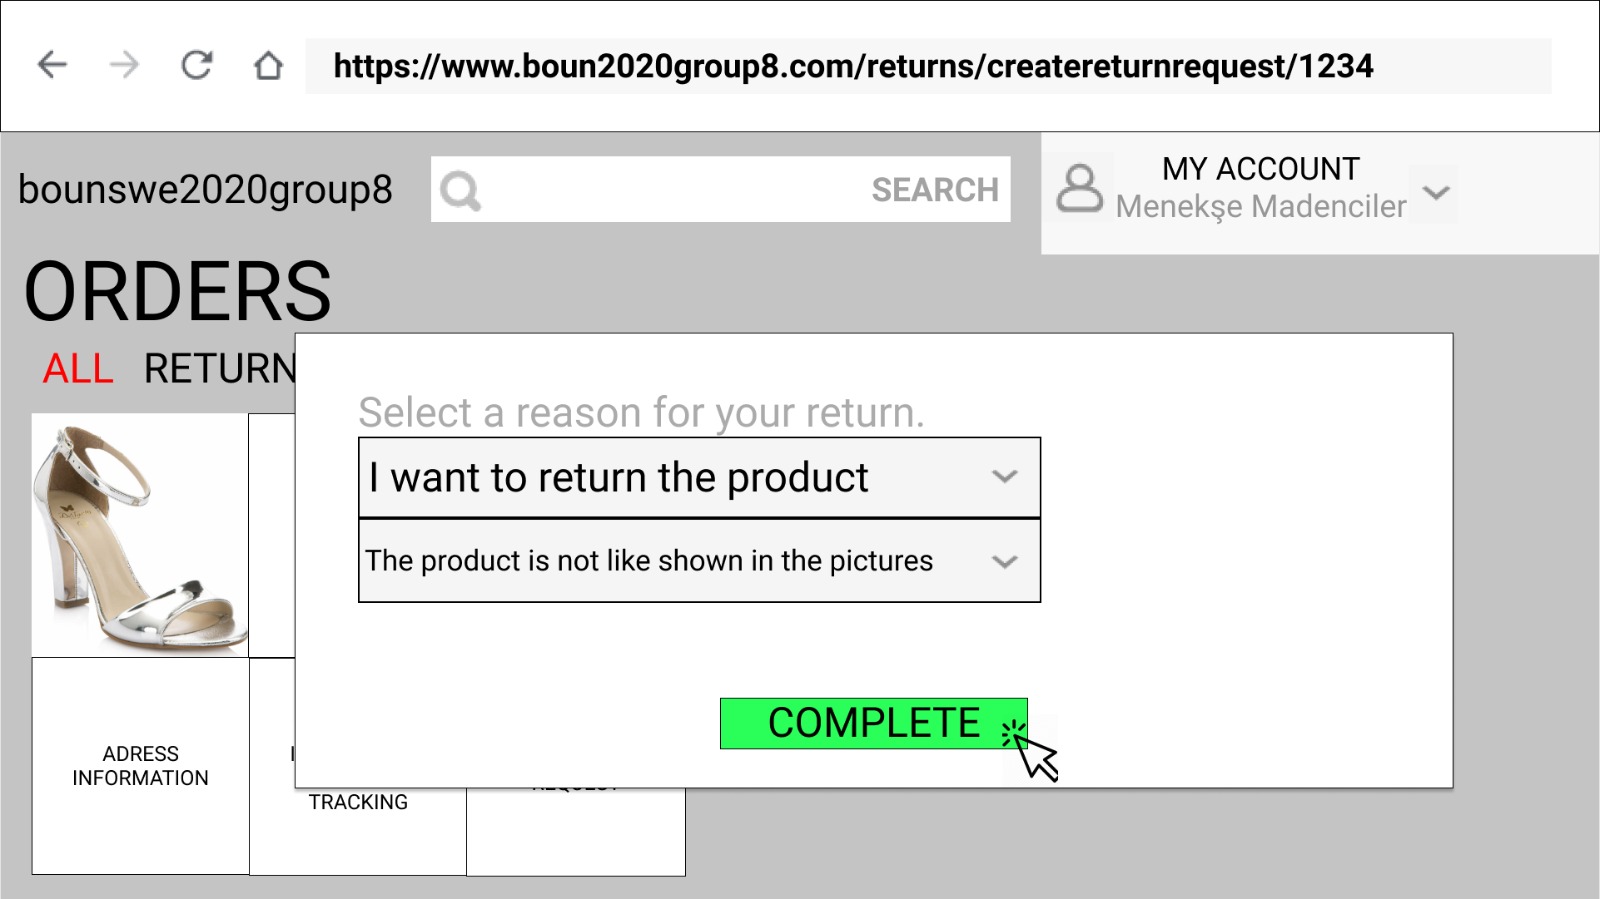 https://www.boun2020group8.com/returns/createreturnrequest/1234
bounswe2020group8
SEARCH
MY ACCOUNT
Menekşe Madenciler
ORDERS
ALL RETURN
Select a reason for your return.
I want to return the product
The product is not like shown in the pictures
COMPLETE
ADRESS
INFORMATION
TRACKING
REQUEST